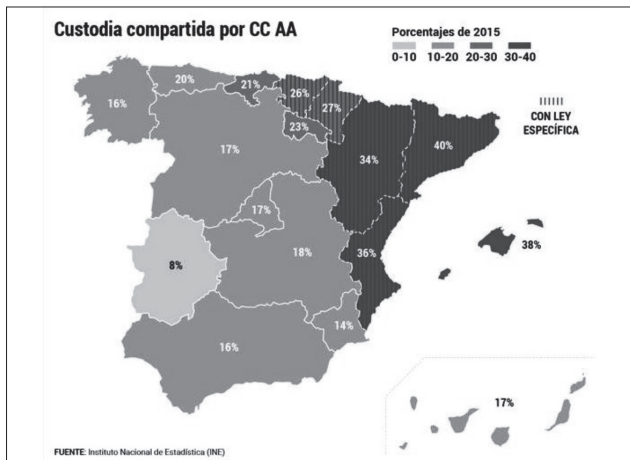 Custodia compartida por CC AA
Porcentajes de 2015
0-10 10-20 20-30 30-40
CON LEY
ESPECÍFICA
20%
21%
26%
16%
27%
23%
40%
34%
17%
17%
38%
18%
36%
8%
14%
16%
17%
FUENTE: Instituto Nacional de Estadística (INE)